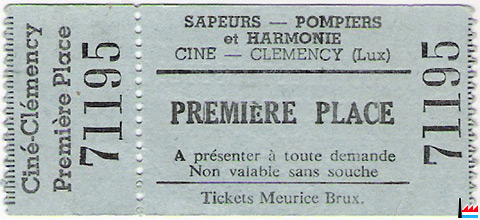 Ciné-Clémency
Première Place
71195
SAPEURS — POMPIERS
et HARMONIE
CINE — CLEMENCY (Lux)
PREMIÈRE PLACE
A présenter à toute demande
Non valable sans souche
Tickets Meurice Brux.
71195